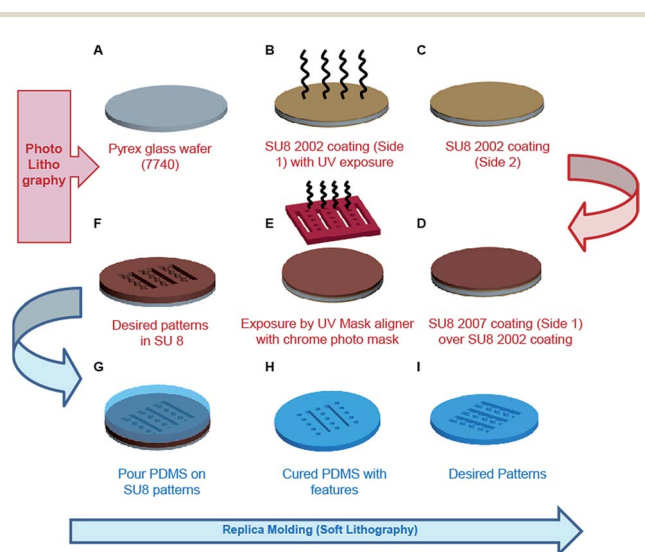 A
B
C
Photo
Litho
graphy
Pyrex glass wafer
(7740)
SU8 2002 coating (Side
1) with UV exposure
SU8 2002 coating
(Side 2)
F
E
D
Desired patterns
in SU 8
Exposure by UV Mask aligner
with chrome photo mask
SU8 2007 coating (Side 1)
over SU8 2002 coating
G
H
I
Pour PDMS on
SU8 patterns
Cured PDMS with
features
Desired Patterns
Replica Molding (Soft Lithography)